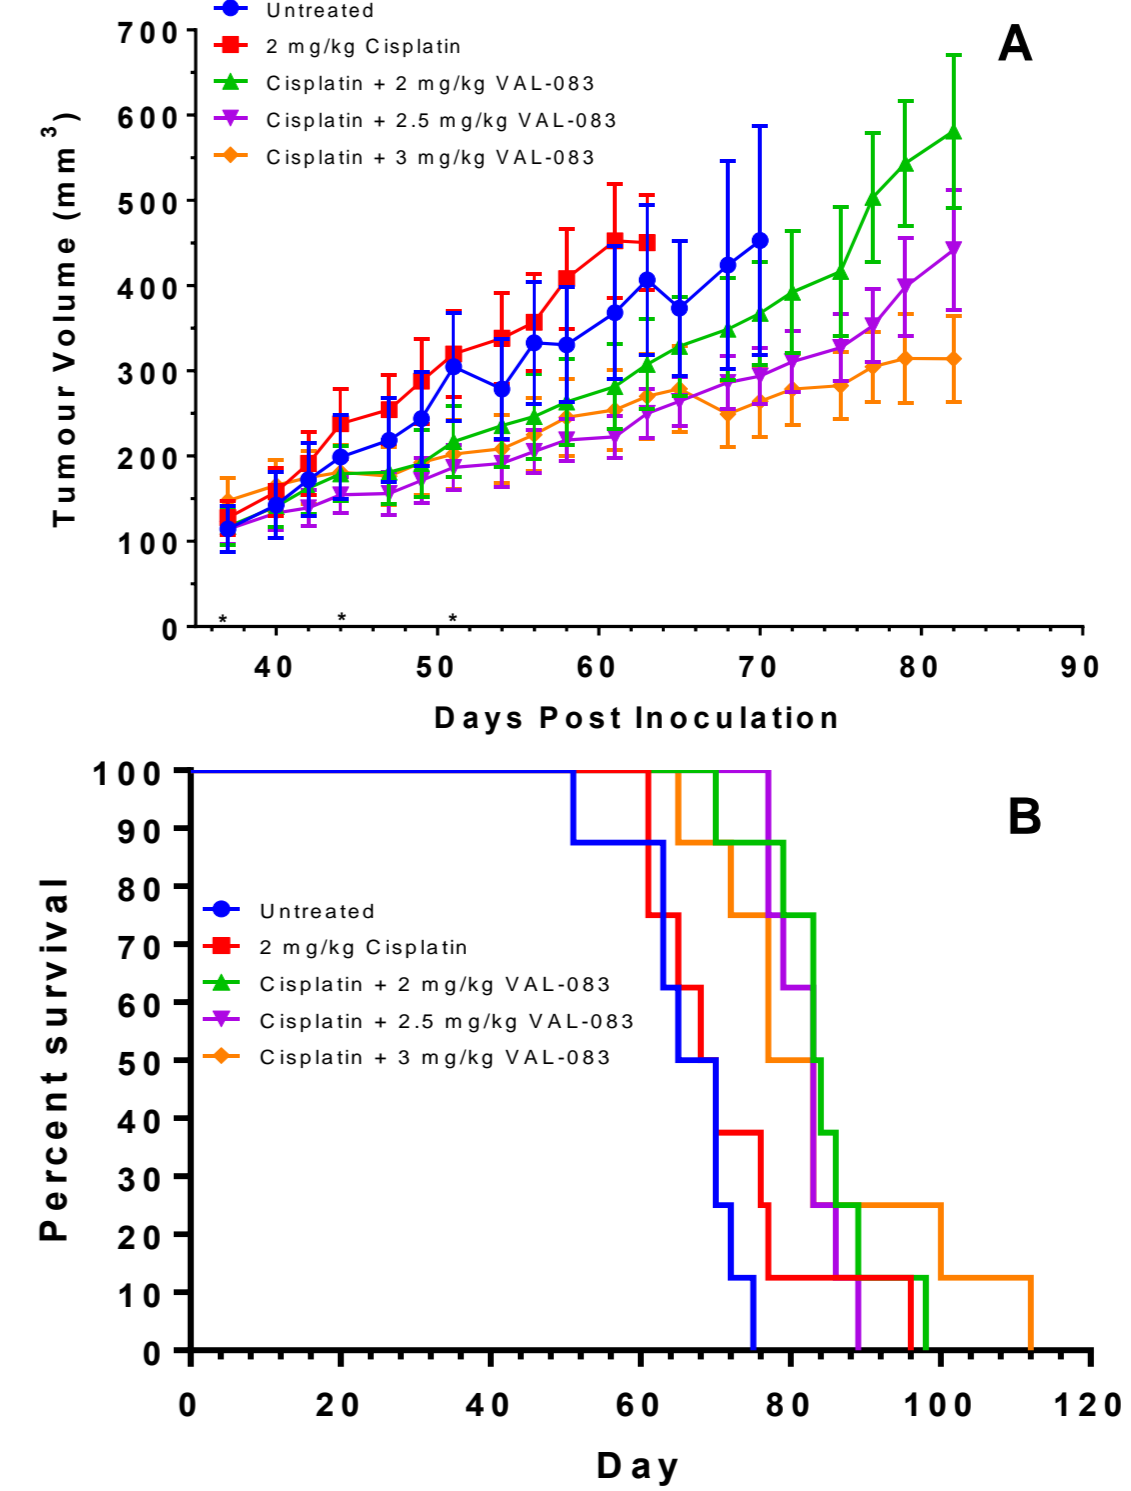 Untreated
2 mg/kg Cisplatin
Cisplatin + 2 mg/kg VAL-083
Cisplatin + 2.5 mg/kg VAL-083
Cisplatin + 3 mg/kg VAL-083
A
700
600
500
400
300
200
100
0
Tumour Volume (mm³)
* * *
40 50 60 70 80 90
Days Post Inoculation
B
100
90
80
70
60
50
40
30
20
10
0
Percent survival
Untreated
2 mg/kg Cisplatin
Cisplatin + 2 mg/kg VAL-083
Cisplatin + 2.5 mg/kg VAL-083
Cisplatin + 3 mg/kg VAL-083
0 20 40 60 80 100 120
Day